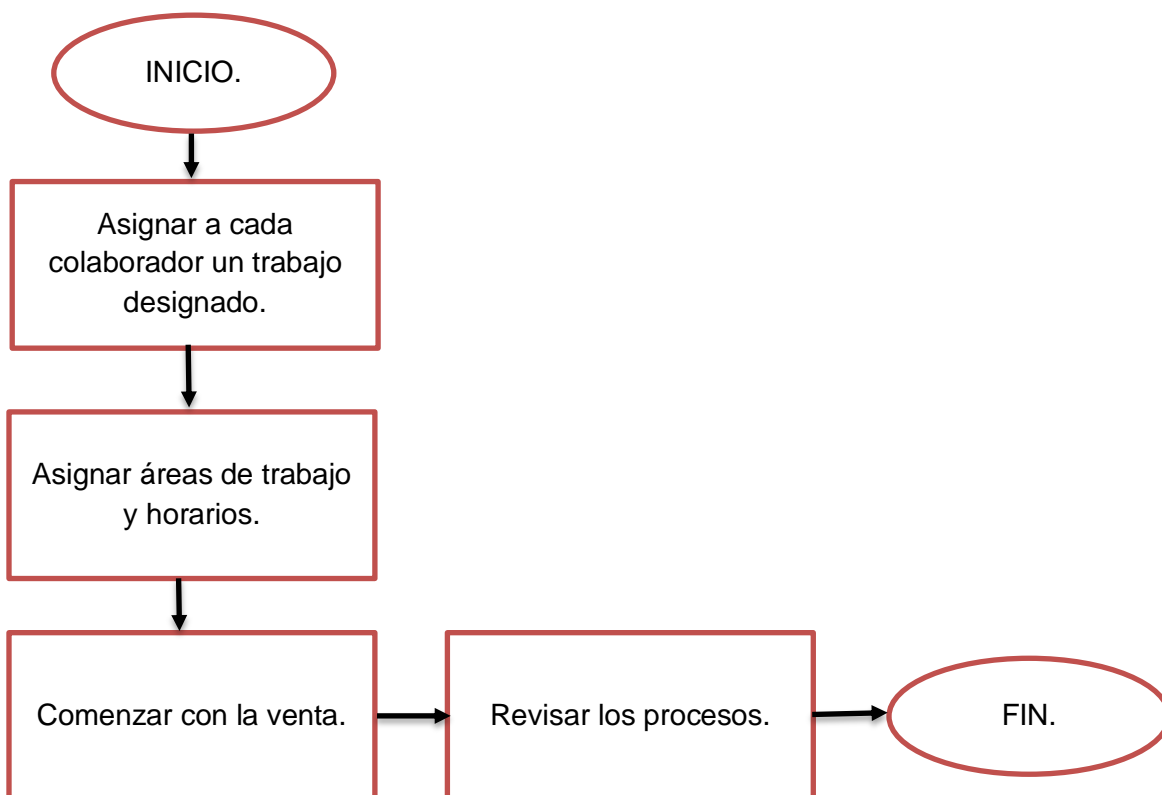 INICIO.
Asignar a cada
colaborador un trabajo
designado.
Asignar áreas de trabajo
y horarios.
Comenzar con la venta.
Revisar los procesos.
FIN.